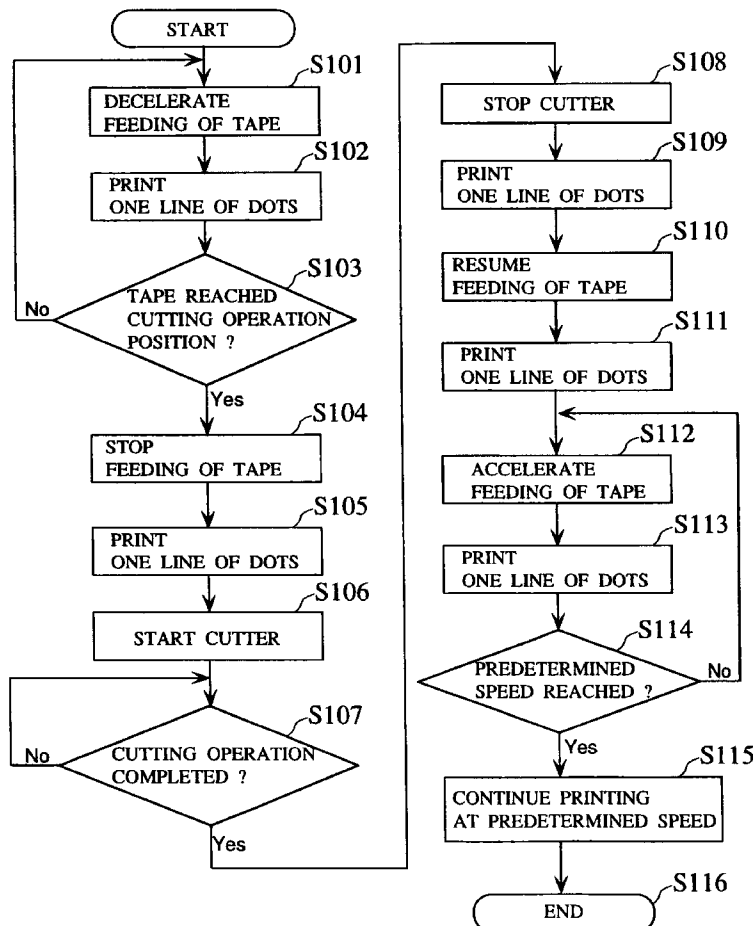 START
S101
DECELERATE
FEEDING OF TAPE
S102
PRINT
ONE LINE OF DOTS
S103
TAPE REACHED
CUTTING OPERATION
POSITION ?
No
Yes
S104
STOP
FEEDING OF TAPE
S105
PRINT
ONE LINE OF DOTS
S106
START CUTTER
S107
CUTTING OPERATION
COMPLETED ?
No
Yes
S108
STOP CUTTER
S109
PRINT
ONE LINE OF DOTS
S110
RESUME
FEEDING OF TAPE
S111
PRINT
ONE LINE OF DOTS
S112
ACCELERATE
FEEDING OF TAPE
S113
PRINT
ONE LINE OF DOTS
S114
PREDETERMINED
SPEED REACHED ?
No
Yes
S115
CONTINUE PRINTING
AT PREDETERMINED SPEED
S116
END